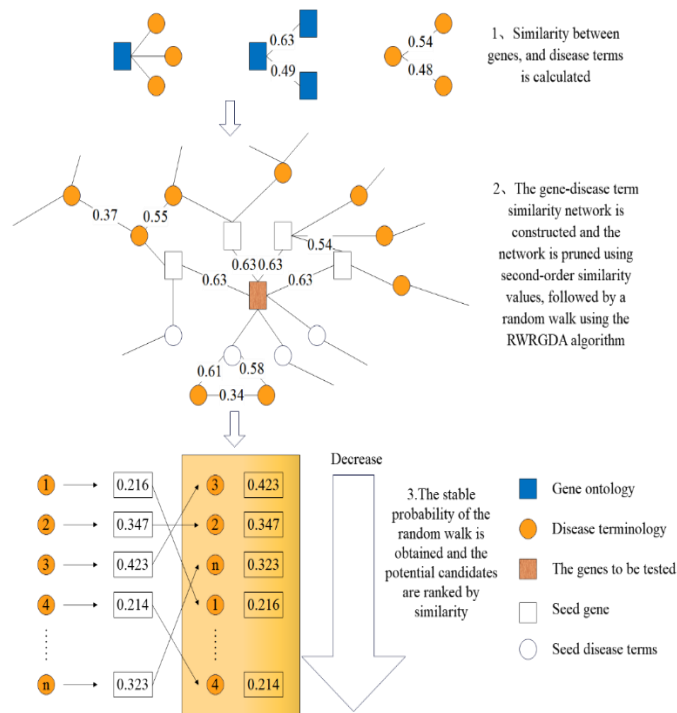 0.63
0.49
0.54
0.48
1、Similarity between
genes, and disease terms
is calculated
0.37
0.55
0.63
0.63
0.63
0.54
0.63
0.61
0.58
0.34
2、The gene-disease term
similarity network is
constructed and the
network is pruned using
second-order similarity
values, followed by a
random walk using the
RWRGDA algorithm
1 0.216 3 0.423
2 0.347 2 0.347
3 0.423 n 0.323
4 0.214 1 0.216
n 0.323 4 0.214
Decrease
3.The stable
probability of the
random walk is
obtained and the
potential candidates
are ranked by
similarity
Gene ontology
Disease terminology
The genes to be tested
Seed gene
Seed disease terms